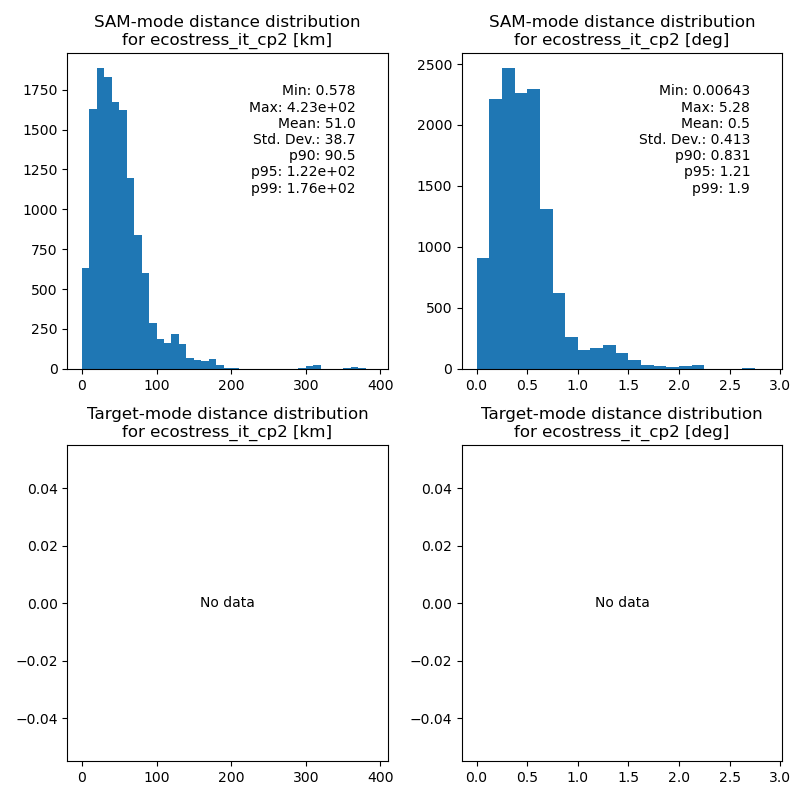 SAM-mode distance distribution
for ecostress_it_cp2 [km]
1750
1500
1250
1000
750
500
250
0
Min: 0.578
Max: 4.23e+02
Mean: 51.0
Std. Dev.: 38.7
p90: 90.5
p95: 1.22e+02
p99: 1.76e+02
0 100 200 300 400
SAM-mode distance distribution
for ecostress_it_cp2 [deg]
2500
2000
1500
1000
500
0
Min: 0.00643
Max: 5.28
Mean: 0.5
Std. Dev.: 0.413
p90: 0.831
p95: 1.21
p99: 1.9
0.0 0.5 1.0 1.5 2.0 2.5 3.0
Target-mode distance distribution
for ecostress_it_cp2 [km]
0.04
0.02
0.00
−0.02
−0.04
No data
0 100 200 300 400
Target-mode distance distribution
for ecostress_it_cp2 [deg]
0.04
0.02
0.00
−0.02
−0.04
No data
0.0 0.5 1.0 1.5 2.0 2.5 3.0